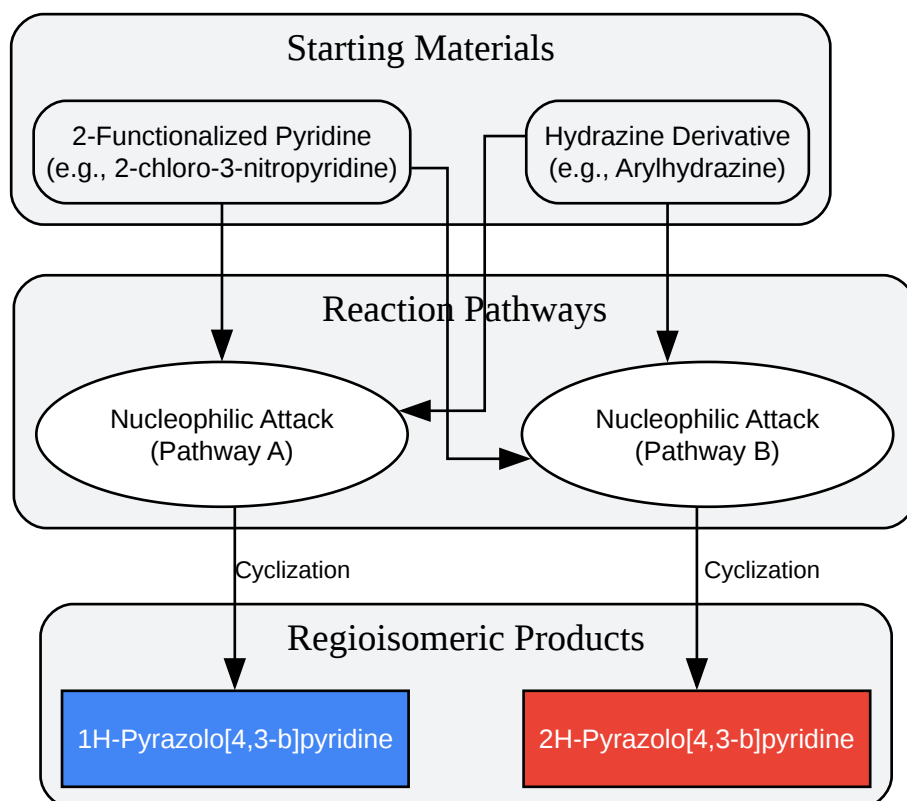 Starting Materials
2-Functionalized Pyridine
(e.g., 2-chloro-3-nitropyridine)
Hydrazine Derivative
(e.g., Arylhydrazine)
Reaction Pathways
Nucleophilic Attack
(Pathway A)
Nucleophilic Attack
(Pathway B)
Cyclization
Cyclization
Regioisomeric Products
1H-Pyrazolo[4,3-b]pyridine
2H-Pyrazolo[4,3-b]pyridine